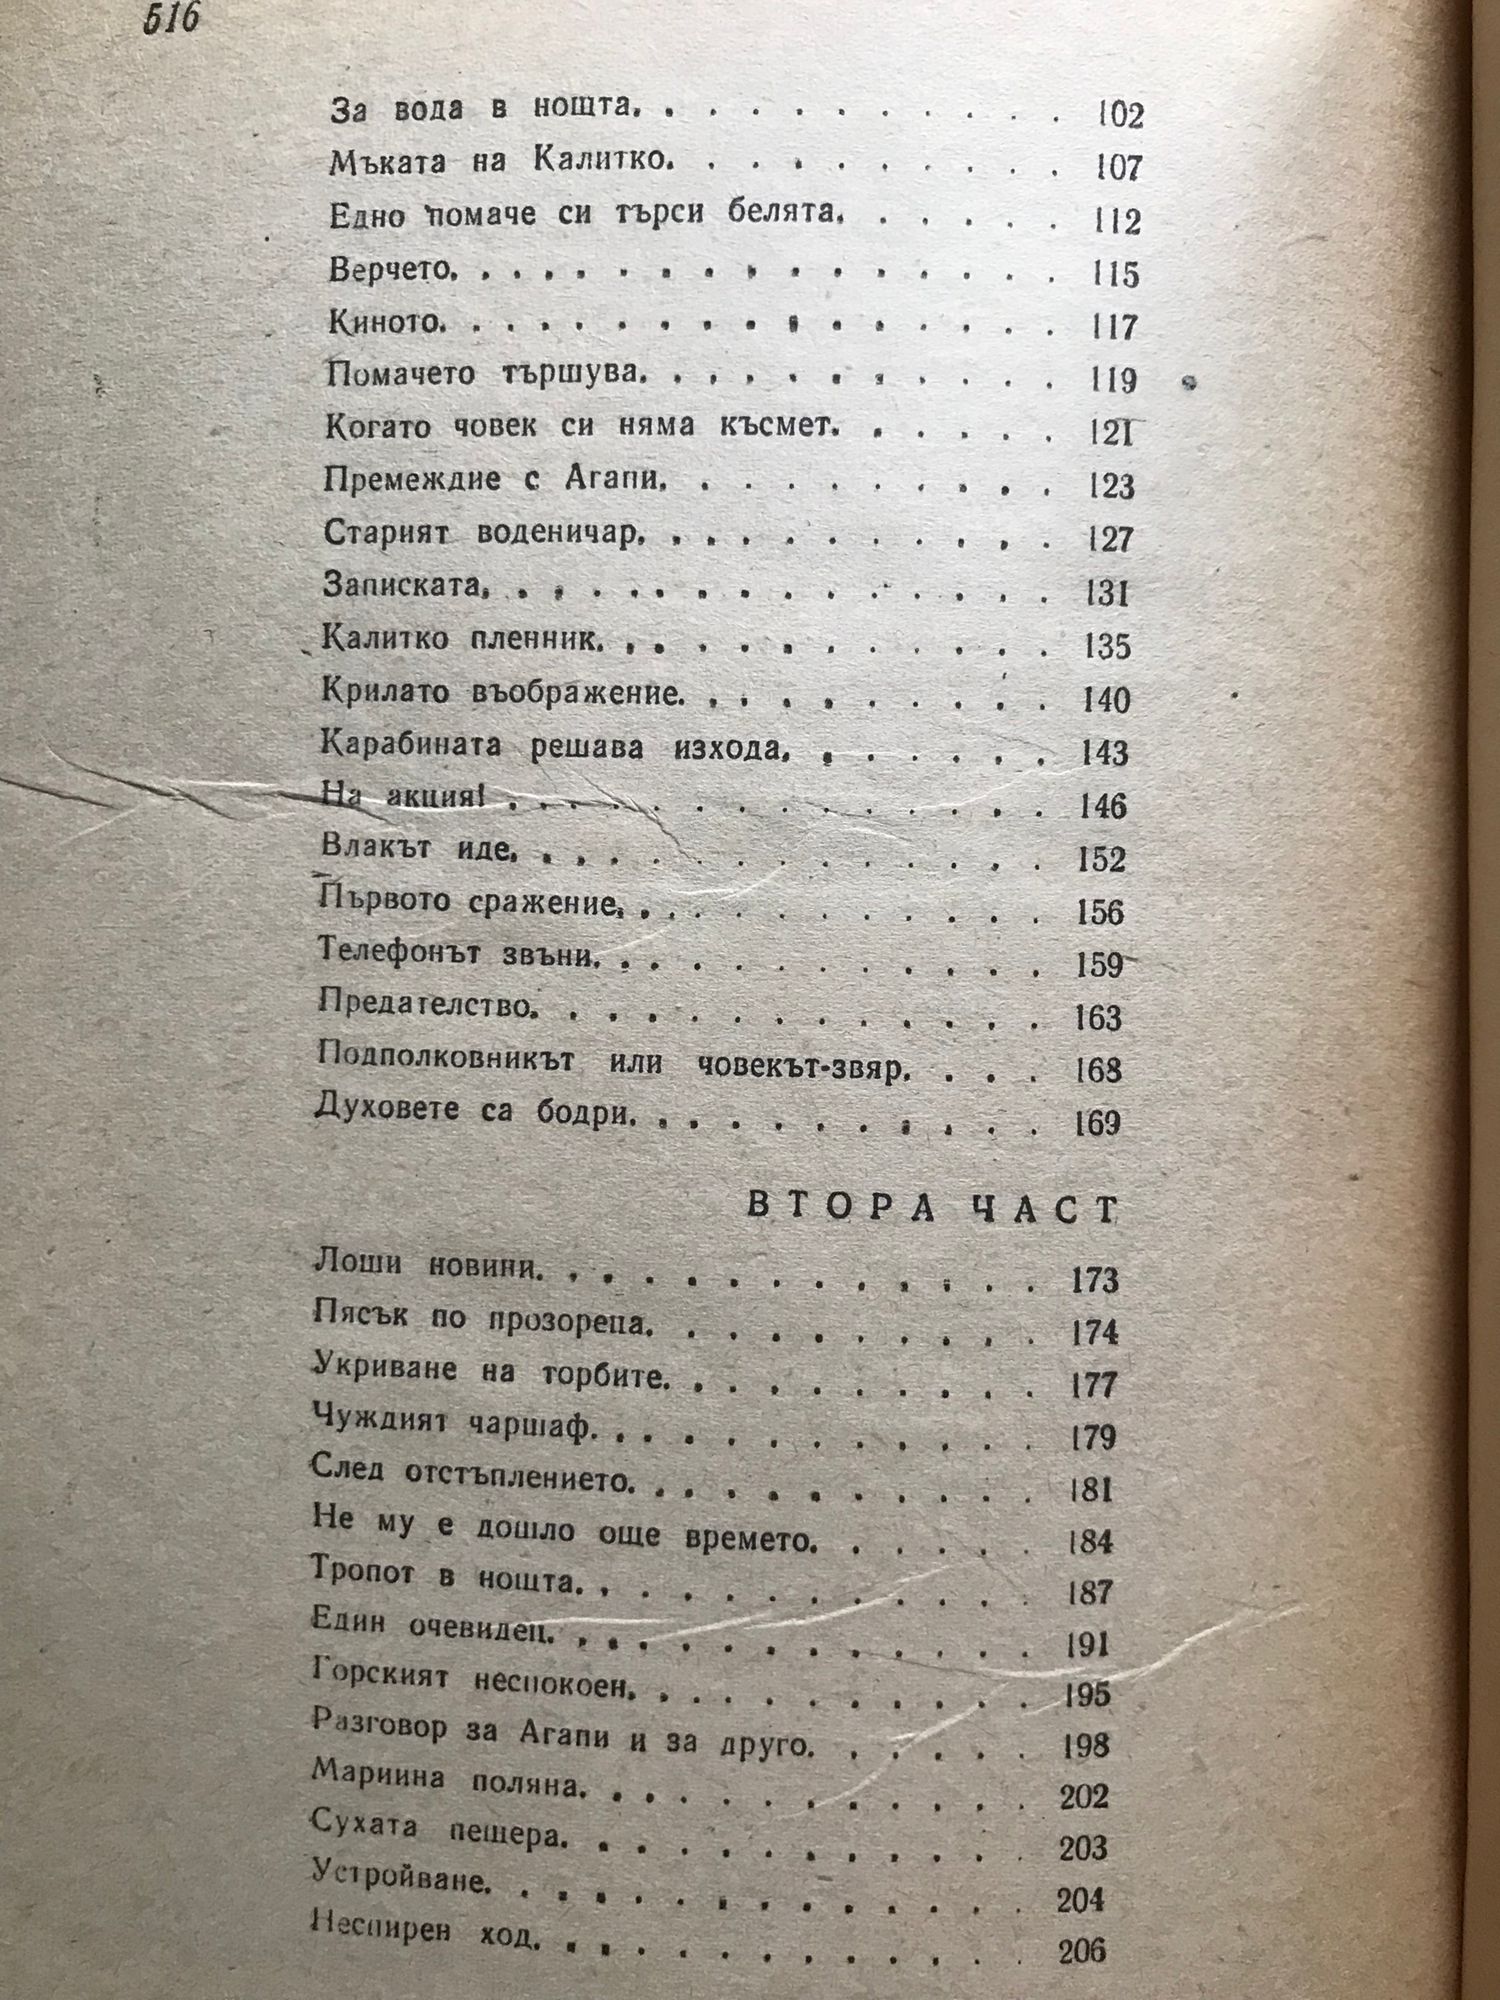 516
За вода в нощта. . . . . . . . . . . . 102
Мъката на Калитко. . . . . . . . . . 107
Едно помаче си търси белята. . . . . . 112
Верчето. . . . . . . . . . . . . . . . . 115
Киното. . . . . . . . . . . . . . . . . 117
Помачето тършува. . . . . . . . . . . 119
Когато човек си няма късмет. . . . . . 121
Премеждие с Агапи. . . . . . . . . . 123
Старият воденичар. . . . . . . . . . . 127
Записката. . . . . . . . . . . . . . . 131
Калитко пленник. . . . . . . . . . . . 135
Крилато въображение. . . . . . . . . . 140
Карабината решава изхода. . . . . . . 143
На акция! . . . . . . . . . . . . . . 146
Влакът иде. . . . . . . . . . . . . . 152
Първото сражение. . . . . . . . . . . 156
Телефонът звъни. . . . . . . . . . . . 159
Предателство. . . . . . . . . . . . . 163
Подполковникът или човекът-звяр. . . . . 168
Духовете са бодри. . . . . . . . . . . 169
ВТОРА ЧАСТ
Лоши новини. . . . . . . . . . . . . 173
Пясък по прозореца. . . . . . . . . . 174
Укриване на торбите. . . . . . . . . . 177
Чуждият чаршаф. . . . . . . . . . . . 179
След отстъплението. . . . . . . . . . . 181
Не му е дошло още времето. . . . . . 184
Тропот в нощта. . . . . . . . . . . . 187
Един очевидец. . . . . . . . . . . . . 191
Горският неспокоен. . . . . . . . . . . 195
Разговор за Агапи и за друго. . . . . . 198
Мариина поляна. . . . . . . . . . . . 202
Сухата пещера. . . . . . . . . . . . 203
Устройване. . . . . . . . . . . . . . 204
Неспирен ход. . . . . . . . . . . . . 206